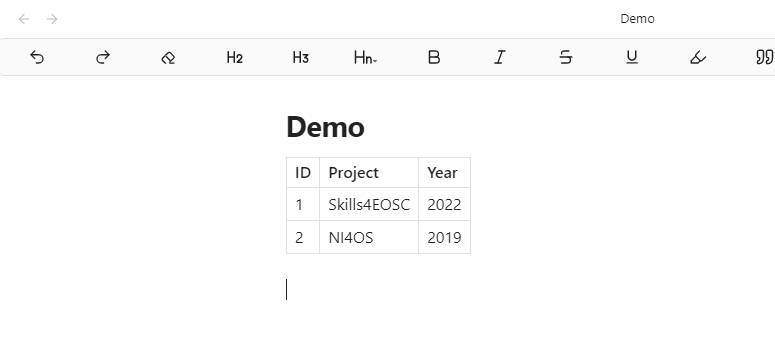 Demo
H2 H3 Hn B I S U
Demo
ID Project Year
1 Skills4EOSC 2022
2 NI4OS 2019